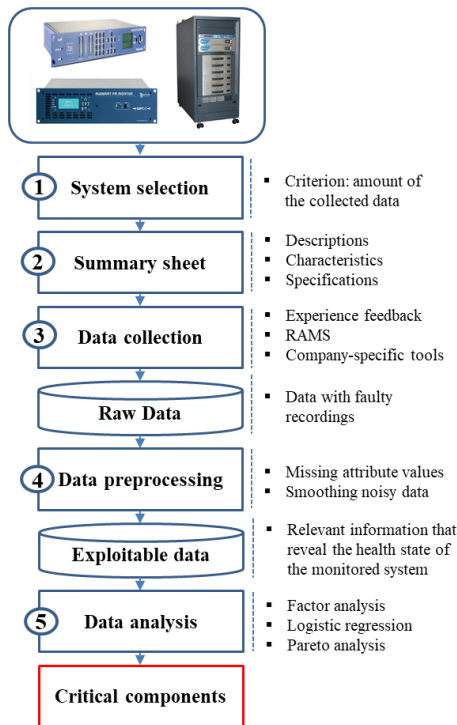 1
System selection
▪ Criterion: amount of
the collected data
2
Summary sheet
▪ Descriptions
▪ Characteristics
▪ Specifications
3
Data collection
▪ Experience feedback
▪ RAMS
▪ Company-specific tools
Raw Data
▪ Data with faulty
recordings
4
Data preprocessing
▪ Missing attribute values
▪ Smoothing noisy data
Exploitable data
▪ Relevant information that
reveal the health state of
the monitored system
5
Data analysis
▪ Factor analysis
▪ Logistic regression
▪ Pareto analysis
Critical components